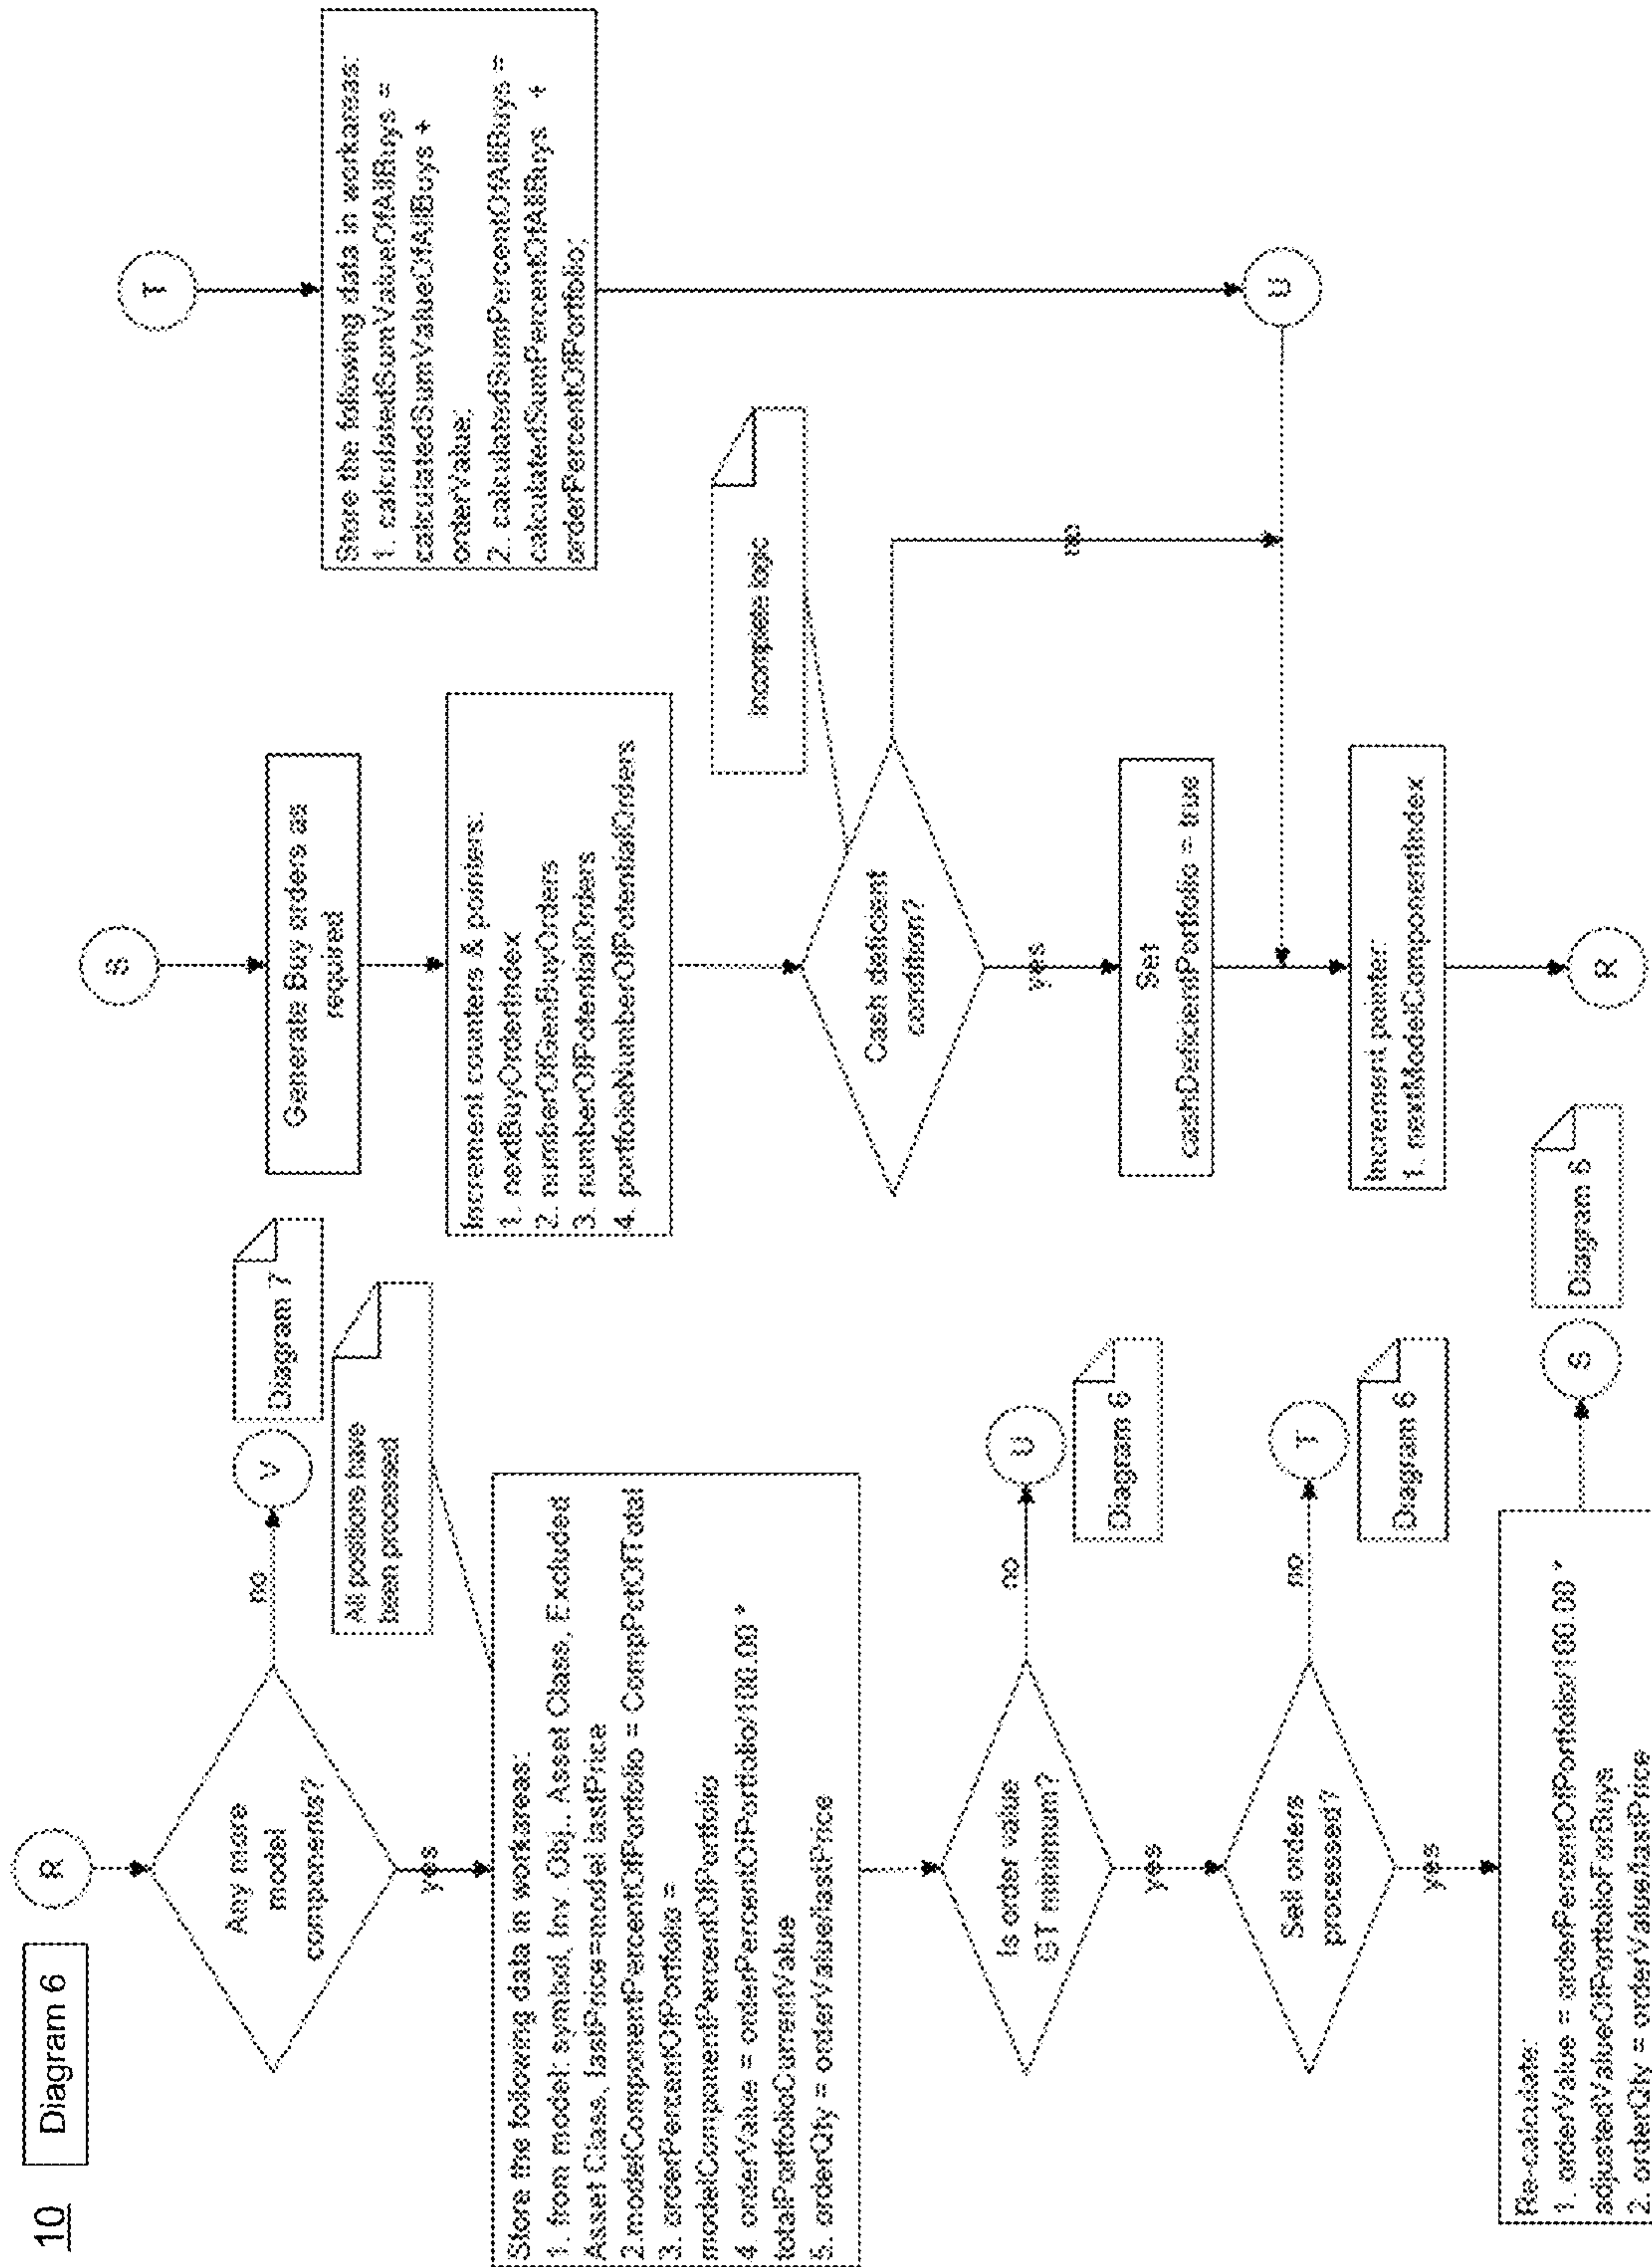 10
Diagram 6
R
Any more
model
components?
no
V
Diagram 7
yes
All positions have
been processed
Store the following data in workareas:
1. from model: symbol, Inv. Obj., Asset Class, Excluded
Asset Class, lastPrice=model lastPrice
2.modelComponentPercentOfPortfolio = CompPctOfTotal
3. orderPercentOfPortfolio =
modelComponentPercentOfPortfolio
4. orderValue = orderPercentOfPortfolio/100.00 *
totalPortfolioCurrentValue
5. orderQty = orderValue/lastPrice
Is order value
GT minimum?
no
U
Diagram 6
yes
Sell orders
processed?
no
T
Diagram 6
yes
Re-calculate:
1. orderValue = orderPercentOfPortfolio/100.00 *
adjustedValueOfPortfolioForBuys
2. orderQty = orderValue/lastPrice
S
Diagram 6
S
Generate Buy orders as
required
Increment counters & pointers:
1. nextBuyOrderIndex
2. numberOfGenBuyOrders
3. numberOfPotentialOrders
4. portfolioNumberOfPotentialOrders
Incomplete logic
Cash deficient
condition?
no
yes
Set
cashDeficientPortfolio = true
Increment pointer:
1. nextModelComponentIndex
R
T
Store the following data in workareas:
1. calculatedSumValueOfAllBuys =
calculatedSumValueOfAllBuys +
orderValue;
2. calculatedSumPercentOfAllBuys =
calculatedSumPercentOfAllBuys +
orderPercentOfPortfolio;
U